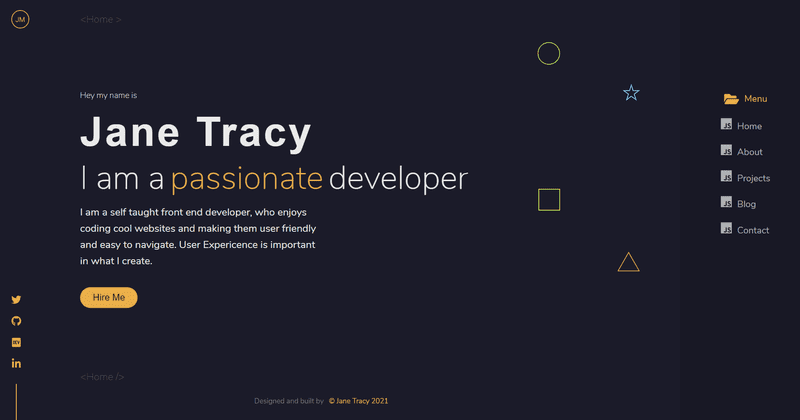 JM
<Home >
Hey my name is
Jane Tracy
I am a passionate developer
I am a self taught front end developer, who enjoys
coding cool websites and making them user friendly
and easy to navigate. User Expericence is important
in what I create.
Hire Me
<Home />
Designed and built by © Jane Tracy 2021
Menu
JS Home
JS About
JS Projects
JS Blog
JS Contact